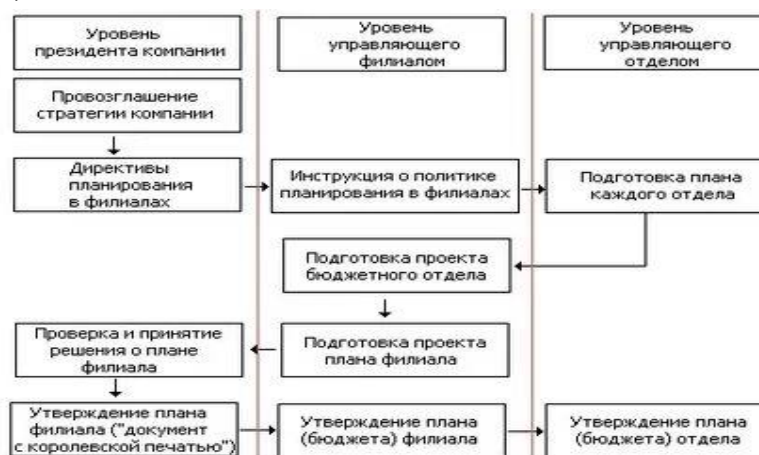 Уровень
президента компании
Уровень
управляющего
филиалом
Уровень
управляющего
отделом
Провозглашение
стратегии компании
Директивы
планирования
в филиалах
Инструкция о политике
планирования в филиалах
Подготовка плана
каждого отдела
Подготовка проекта
бюджетного отдела
Проверка и принятие
решения о плане
филиала
Подготовка проекта
плана филиала
Утверждение плана
филиала ("документ
с королевской печатью")
Утверждение плана
(бюджета) филиала
Утверждение плана
(бюджета) отдела